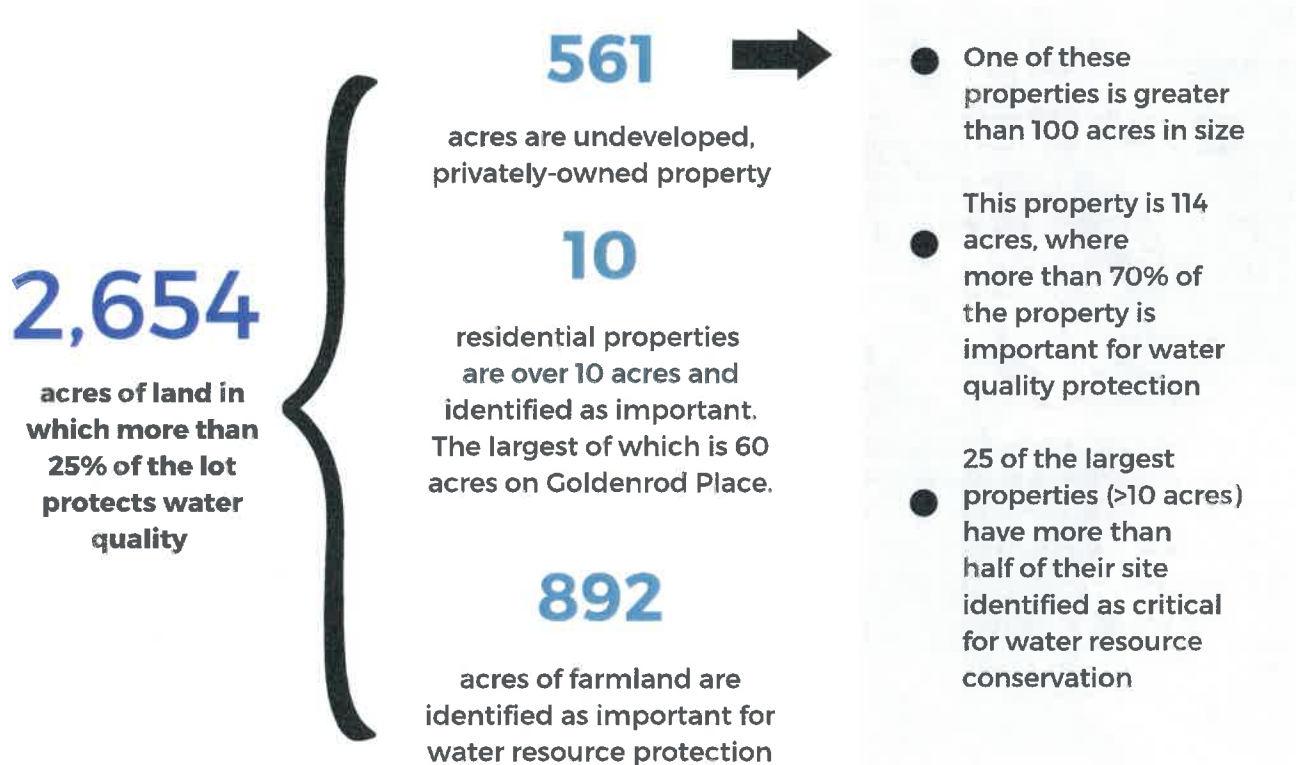 2,654
acres of land in
which more than
25% of the lot
protects water
quality
561
acres are undeveloped,
privately-owned property
10
residential properties
are over 10 acres and
identified as important.
The largest of which is 60
acres on Goldenrod Place.
892
acres of farmland are
identified as important for
water resource protection
One of these
properties is greater
than 100 acres in size
This property is 114
acres, where
more than 70% of
the property is
important for water
quality protection
25 of the largest
properties (>10 acres)
have more than
half of their site
identified as critical
for water resource
conservation